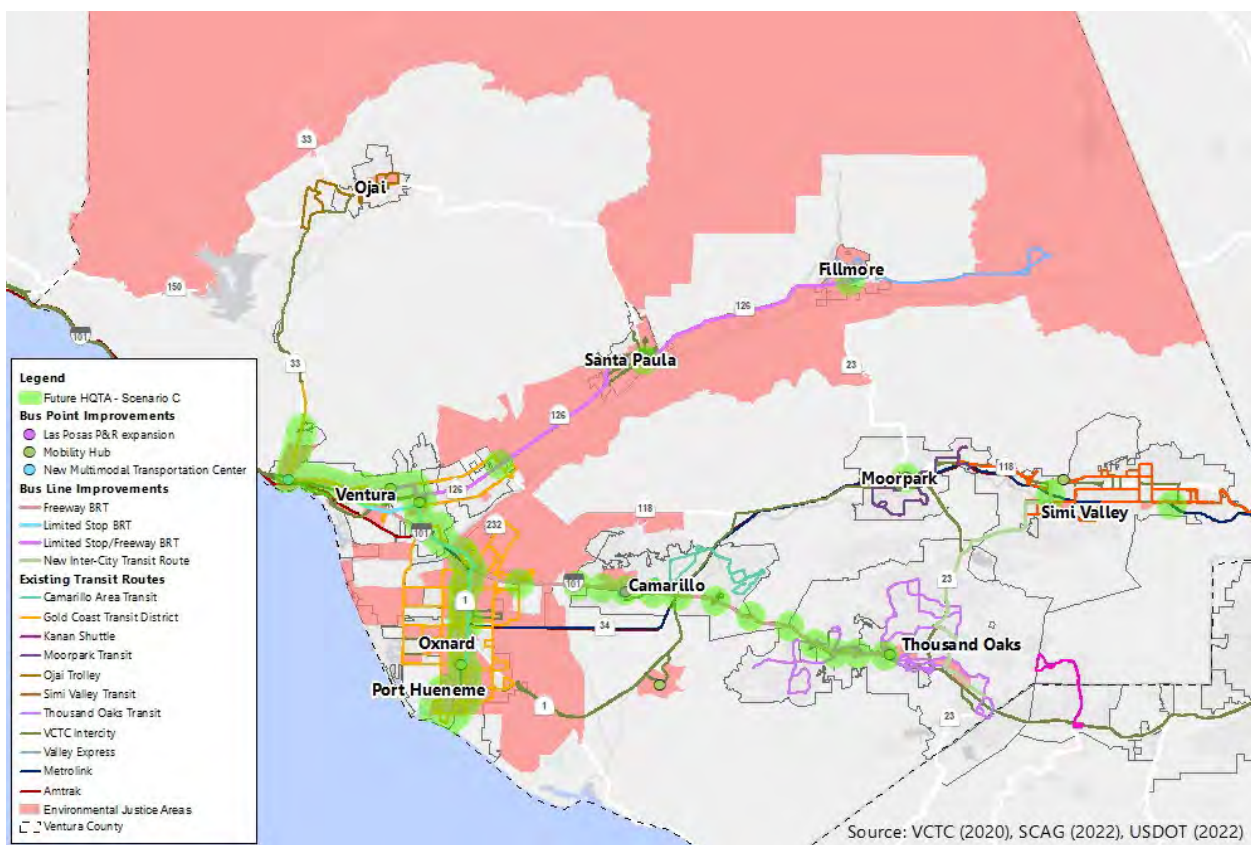 33
Ojai
Fillmore
150
126
101
Santa Paula
23
33
126
Moorpark
118
Ventura
126
Simi Valley
232
118
101
101
Camarillo
23
1
34
Oxnard
Thousand Oaks
Port Hueneme
1
23
Legend
Future HQTA - Scenario C
Bus Point Improvements
Las Posas P&R expansion
Mobility Hub
New Multimodal Transportation Center
Bus Line Improvements
Freeway BRT
Limited Stop BRT
Limited Stop/Freeway BRT
New Inter-City Transit Route
Existing Transit Routes
Camarillo Area Transit
Gold Coast Transit District
Kanan Shuttle
Moorpark Transit
Ojai Trolley
Simi Valley Transit
Thousand Oaks Transit
VCTC Intercity
Valley Express
Metrolink
Amtrak
Environmental Justice Areas
Ventura County
Source: VCTC (2020), SCAG (2022), USDOT (2022)